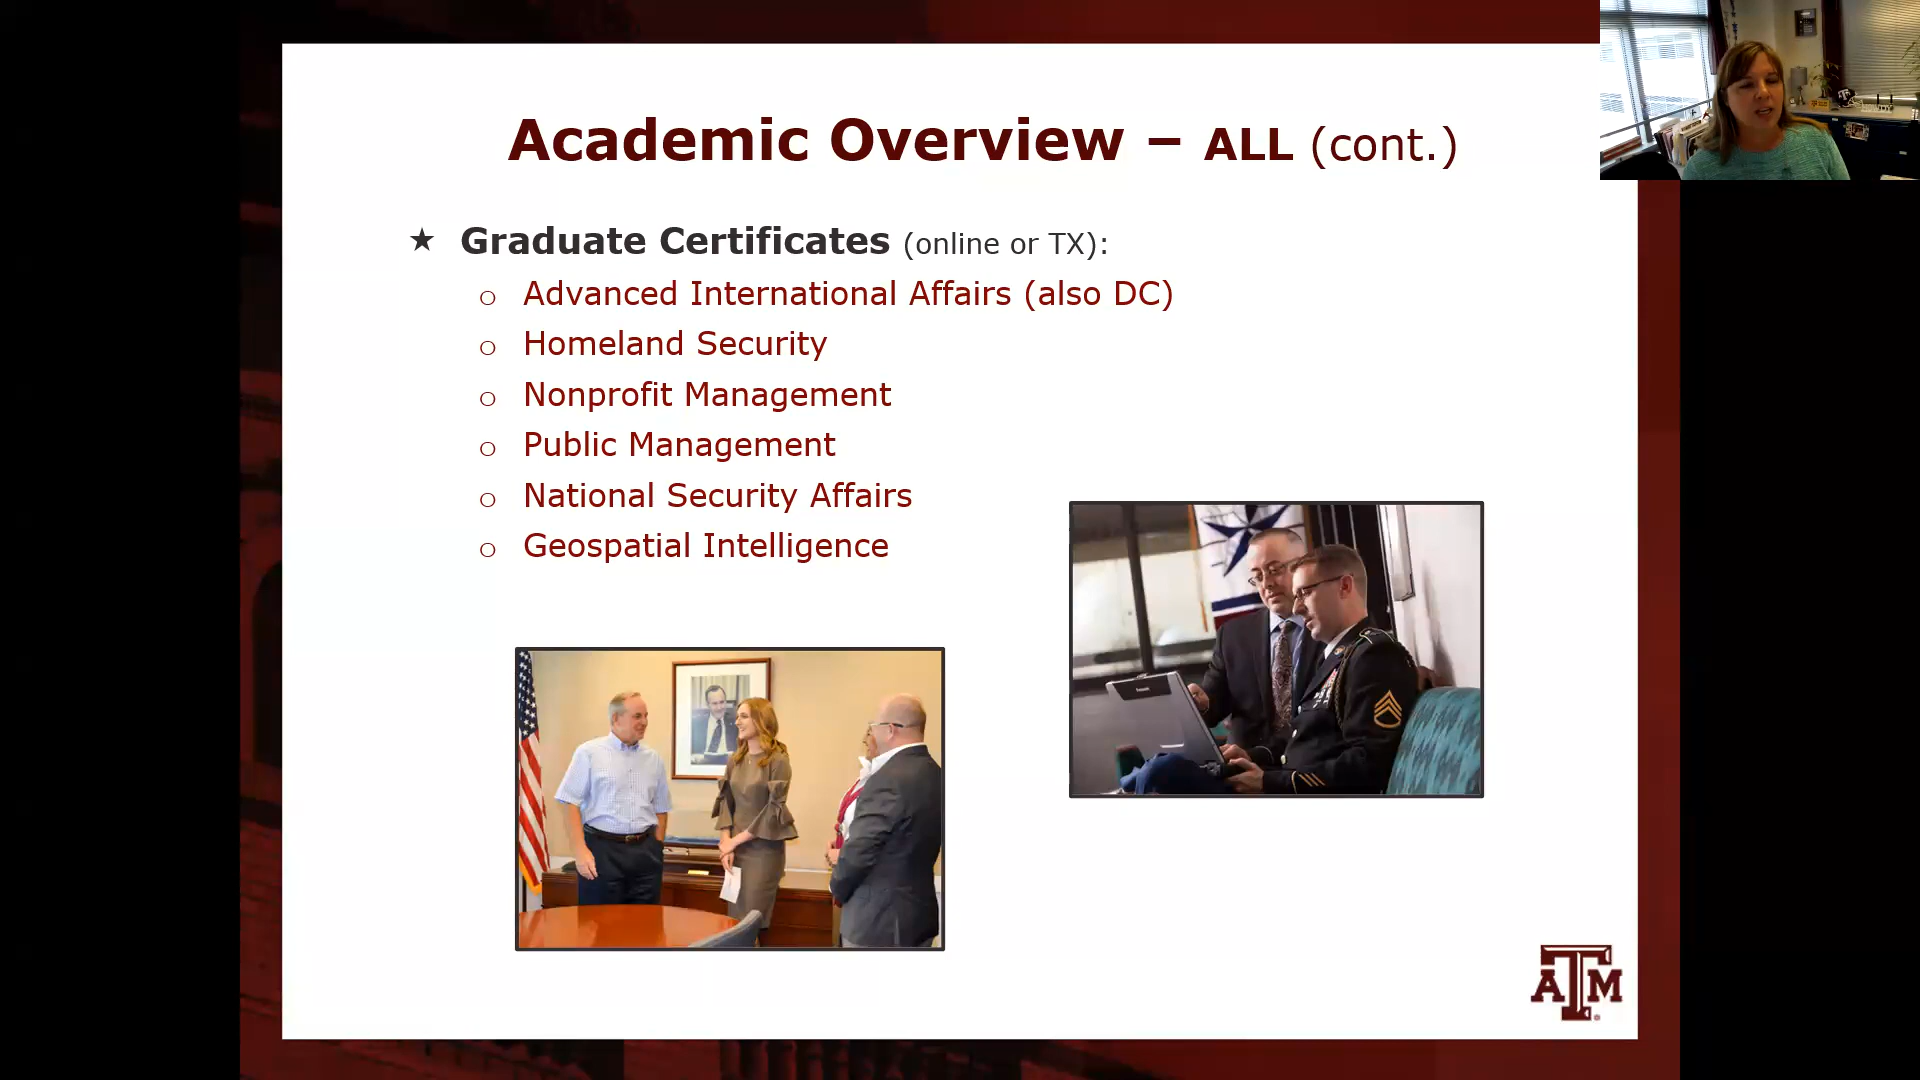 Academic Overview – ALL (cont.)
★ Graduate Certificates (online or TX):
o Advanced International Affairs (also DC)
o Homeland Security
o Nonprofit Management
o Public Management
o National Security Affairs
o Geospatial Intelligence
ATM